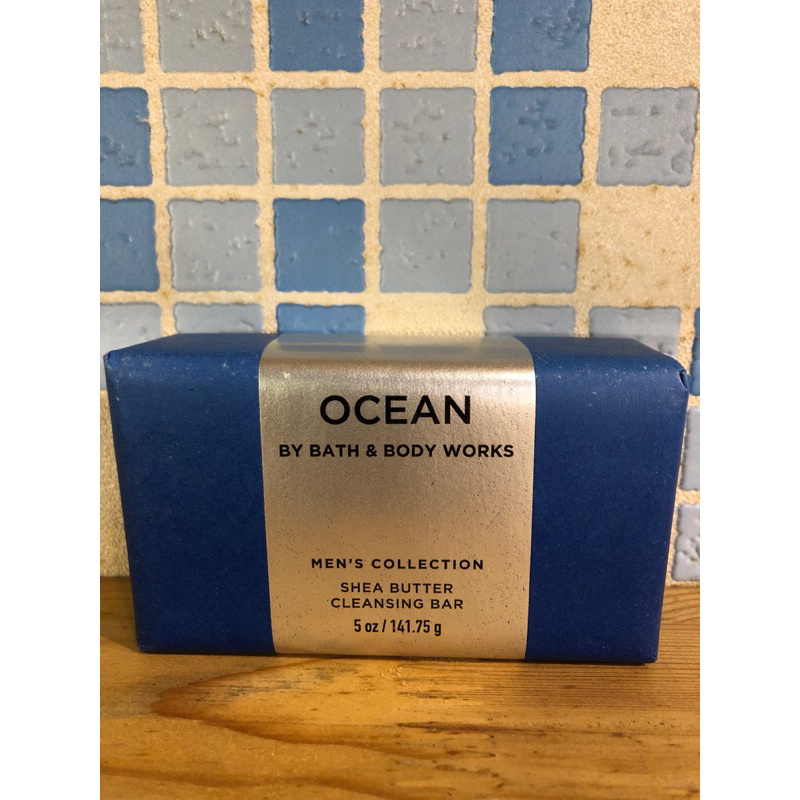 OCEAN
BY BATH & BODY WORKS
MEN'S COLLECTION
SHEA BUTTER
CLEANSING BAR
5 oz / 141.75 g